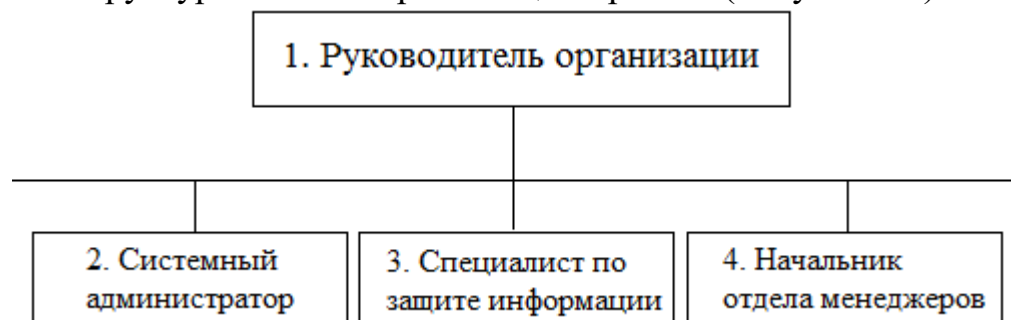 1. Руководитель организации
2. Системный
администратор
3. Специалист по
защите информации
4. Начальник
отдела менеджеров